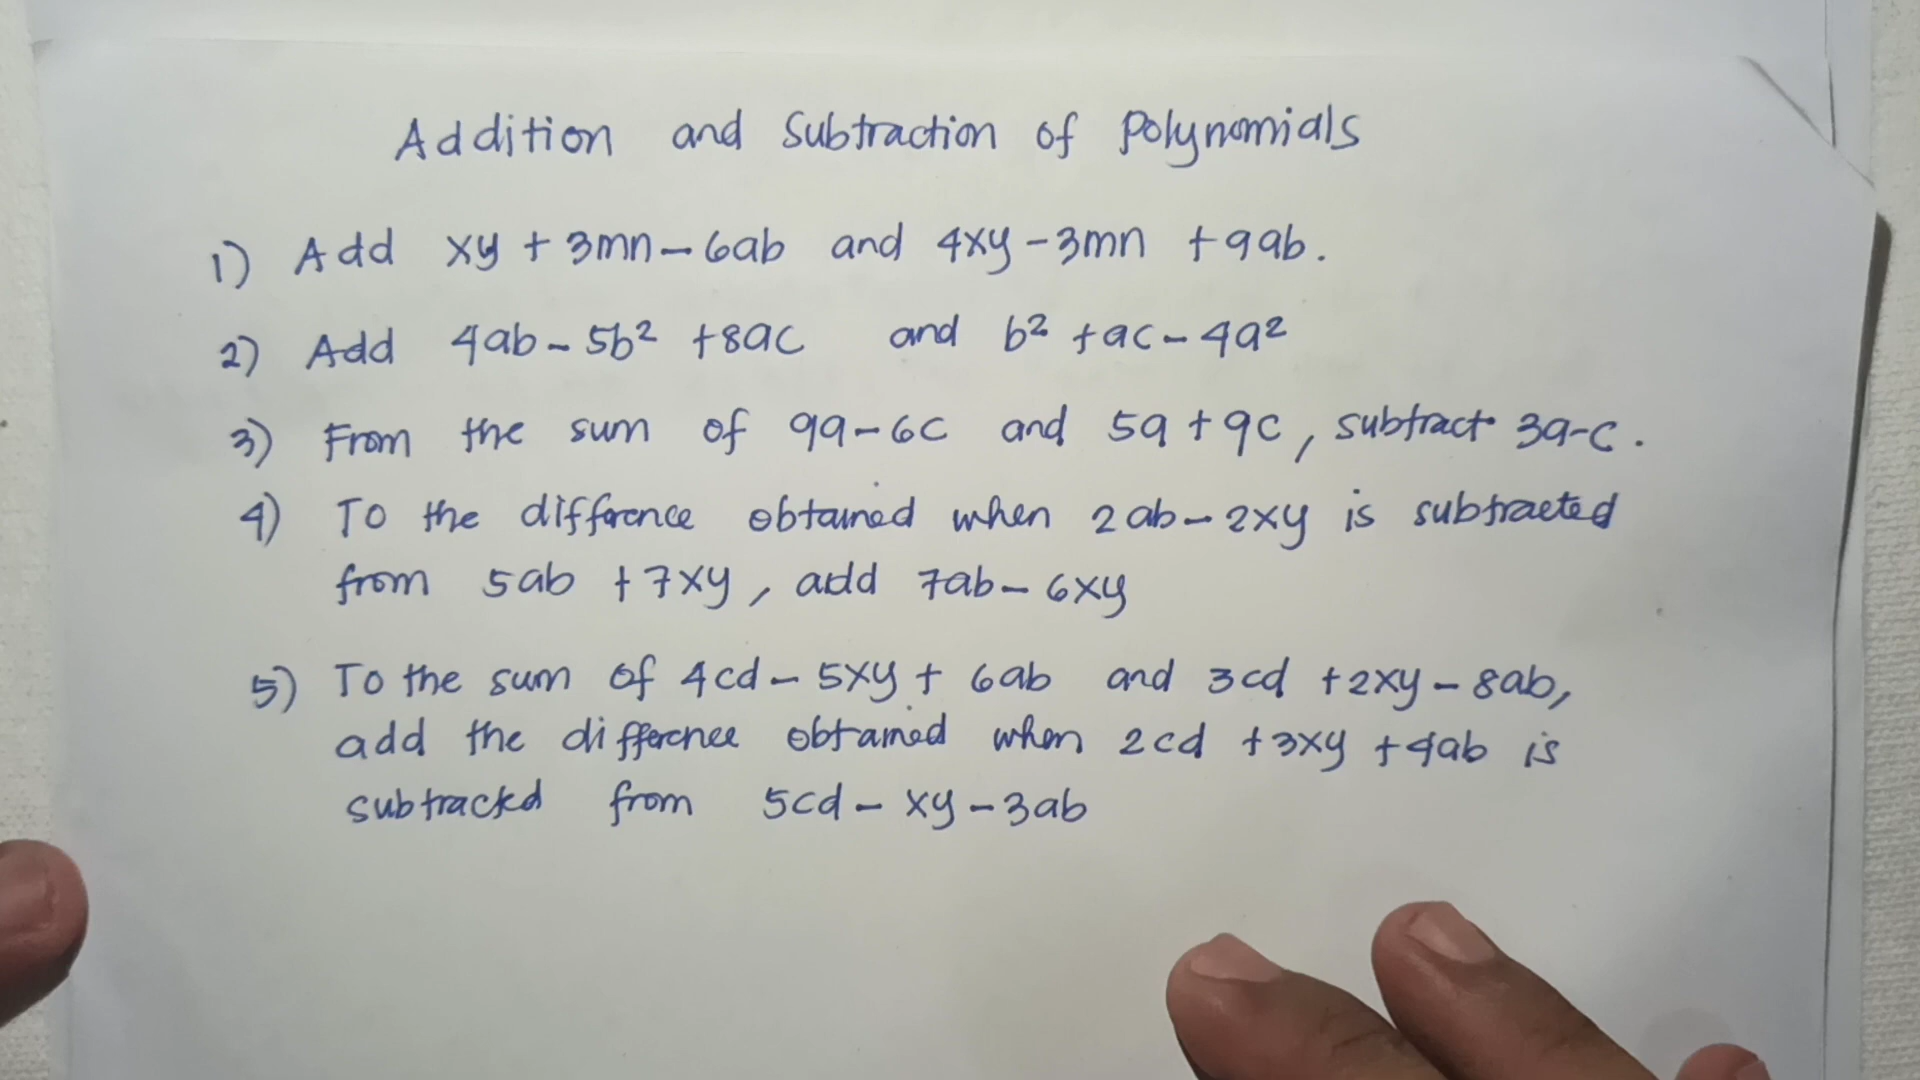 Addition and Subtraction of Polynomials
1) Add xy + 3mn - 6ab and 4xy - 3mn + 9ab.
2) Add 4ab - 5b² + 8ac and b² + ac - 4a²
3) From the sum of 9a - 6c and 5a + 9c, subtract 3a - c.
4) To the difference obtained when 2ab - 2xy is subtracted
from 5ab + 7xy, add 7ab - 6xy
5) To the sum of 4cd - 5xy + 6ab and 3cd + 2xy - 8ab,
add the difference obtained when 2cd + 3xy + 4ab is
subtracted from 5cd - xy - 3ab